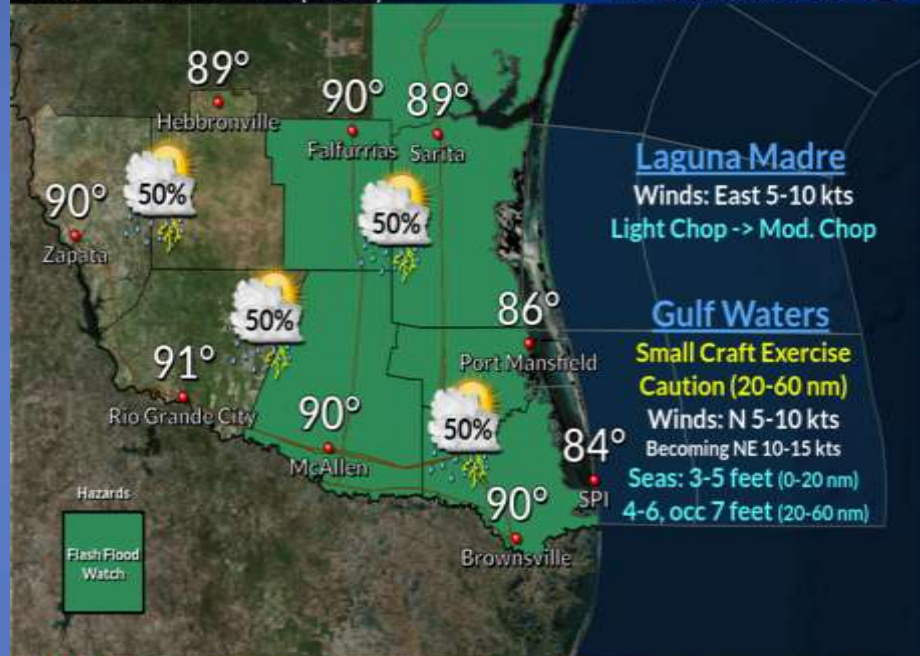 89°
Hebbronville
90°
Falfurrias
89°
Sarita
50%
90°
Zapata
50%
50%
91°
Rio Grande City
90°
McAllen
86°
Port Mansfield
50%
84°
SPI
90°
Brownsville
Hazards
Flash Flood
Watch
Laguna Madre
Winds: East 5-10 kts
Light Chop -> Mod. Chop
Gulf Waters
Small Craft Exercise
Caution (20-60 nm)
Winds: N 5-10 kts
Becoming NE 10-15 kts
Seas: 3-5 feet (0-20 nm)
4-6, occ 7 feet (20-60 nm)